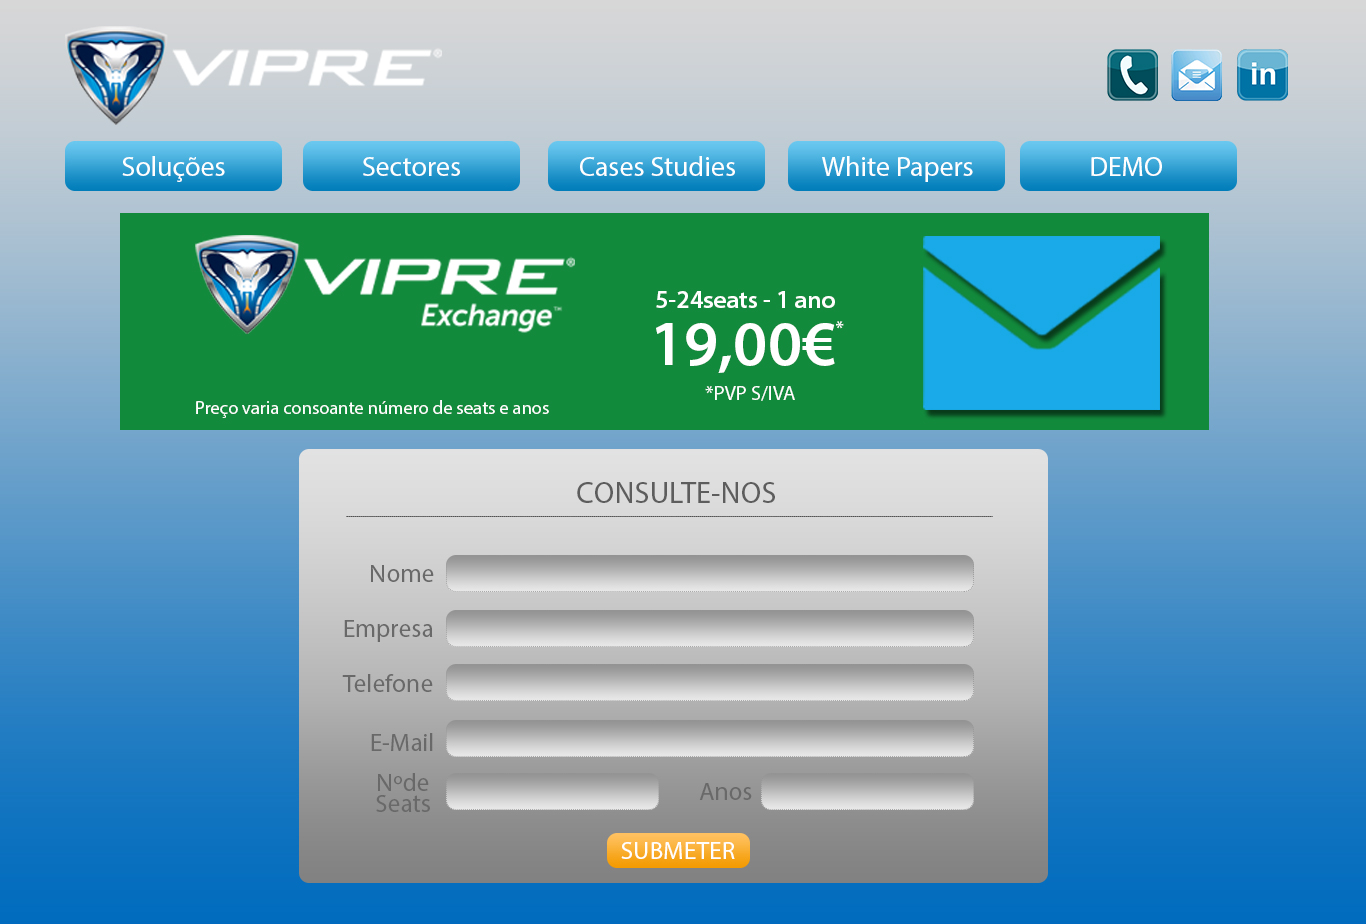 VIPRE®
in
Soluções
Sectores
Cases Studies
White Papers
DEMO
VIPRE®
Exchange™
5-24seats - 1 ano
19,00€*
*PVP S/IVA
Preço varia consoante número de seats e anos
CONSULTE-NOS
Nome
Empresa
Telefone
E-Mail
Nºde
Seats
Anos
SUBMETER